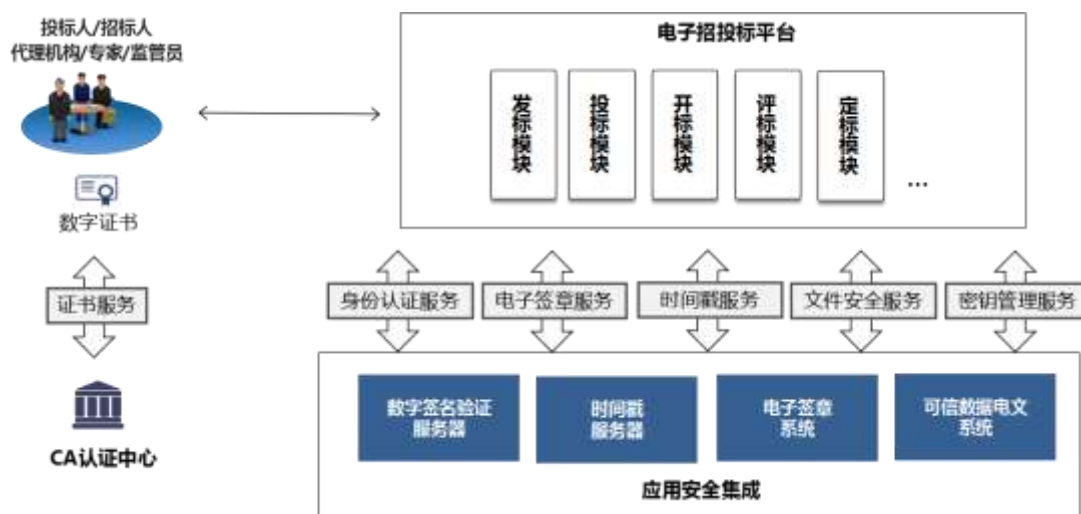 投标人/招标人
代理机构/专家/监管员
数字证书
证书服务
CA认证中心
电子招投标平台
发标模块
投标模块
开标模块
评标模块
定标模块
...
身份认证服务
电子签章服务
时间戳服务
文件安全服务
密钥管理服务
数字签名验证
服务器
时间戳
服务器
电子签章
系统
可信数据电文
系统
应用安全集成